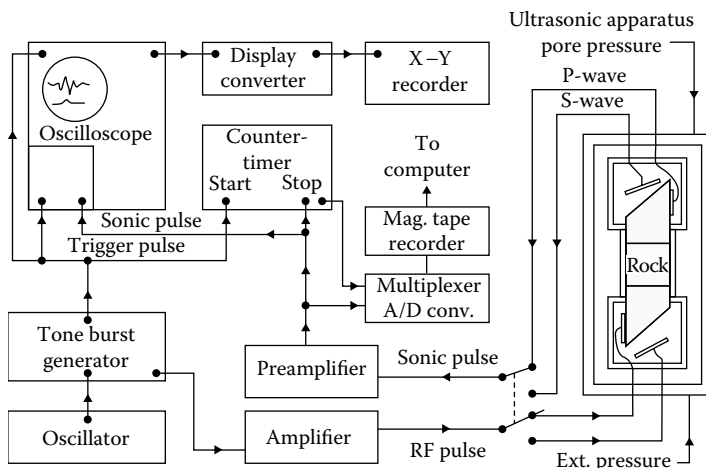 Ultrasonic apparatus
pore pressure
P-wave
S-wave
Display
converter
X–Y
recorder
Oscilloscope
Counter-
timer
Start
Stop
To
computer
Sonic pulse
Trigger pulse
Mag. tape
recorder
Rock
Multiplexer
A/D conv.
Tone burst
generator
Preamplifier
Sonic pulse
Oscillator
Amplifier
RF pulse
Ext. pressure